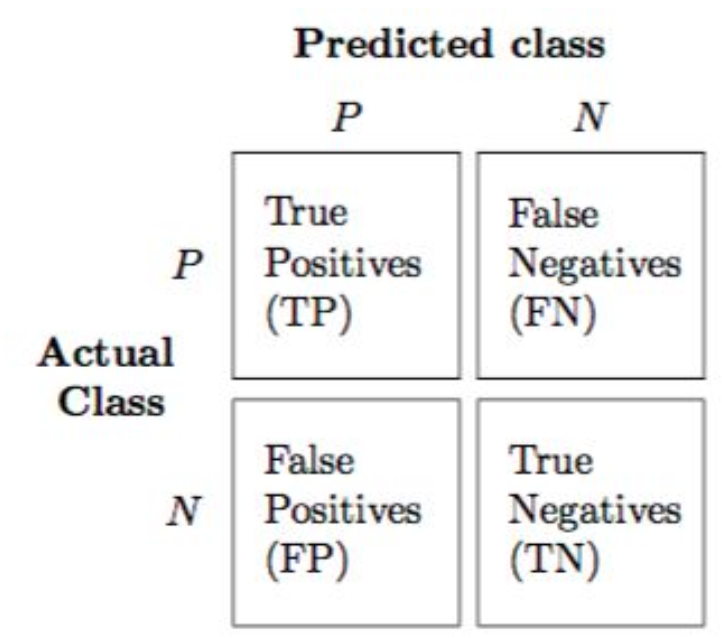 Predicted class
P N
True
Positives
(TP)
False
Negatives
(FN)
P
Actual
Class
False
Positives
(FP)
True
Negatives
(TN)
N